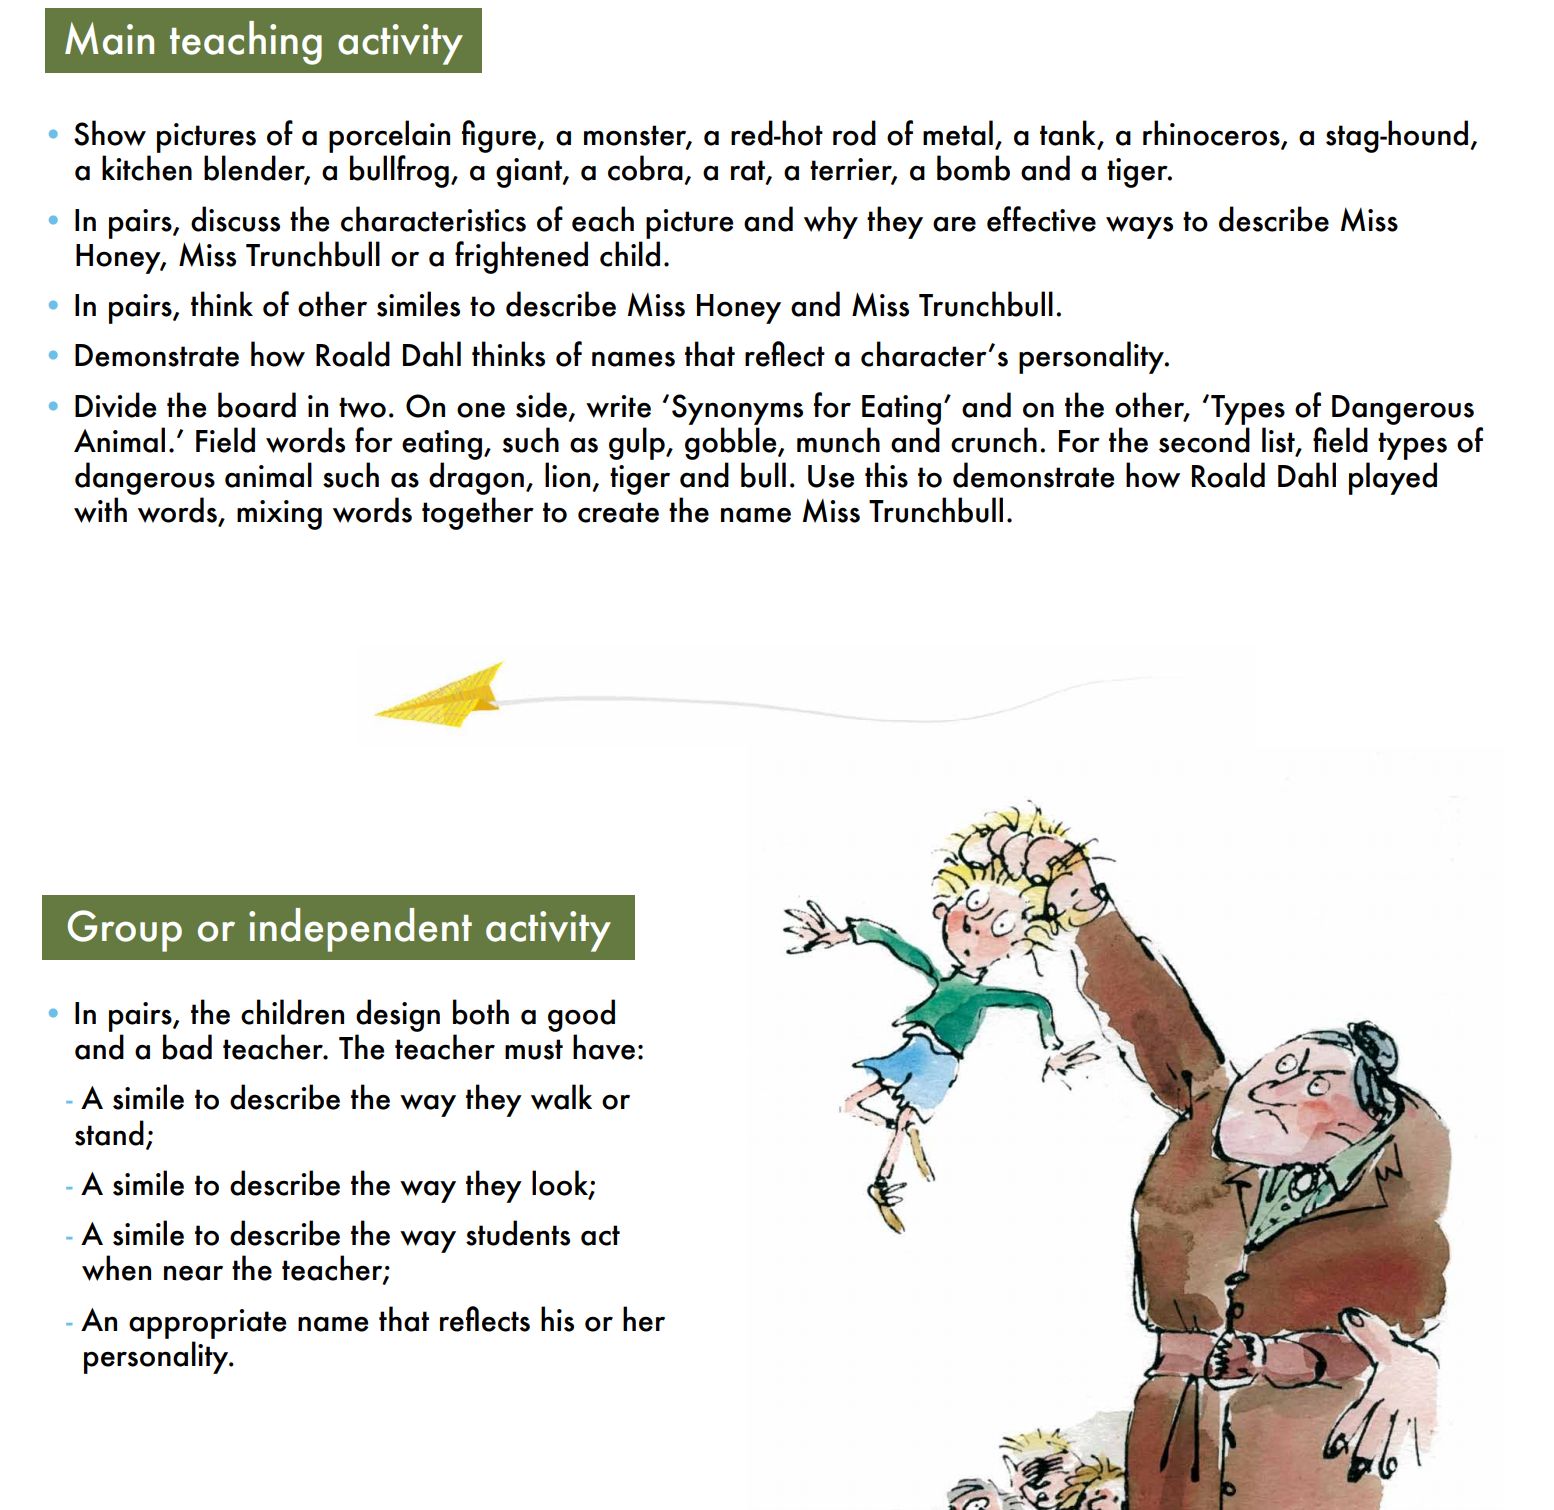 Main teaching activity
• Show pictures of a porcelain figure, a monster, a red-hot rod of metal, a tank, a rhinoceros, a stag-hound,
a kitchen blender, a bullfrog, a giant, a cobra, a rat, a terrier, a bomb and a tiger.
• In pairs, discuss the characteristics of each picture and why they are effective ways to describe Miss
Honey, Miss Trunchbull or a frightened child.
• In pairs, think of other similes to describe Miss Honey and Miss Trunchbull.
• Demonstrate how Roald Dahl thinks of names that reflect a character’s personality.
• Divide the board in two. On one side, write ‘Synonyms for Eating’ and on the other, ‘Types of Dangerous
Animal.’ Field words for eating, such as gulp, gobble, munch and crunch. For the second list, field types of
dangerous animal such as dragon, lion, tiger and bull. Use this to demonstrate how Roald Dahl played
with words, mixing words together to create the name Miss Trunchbull.
Group or independent activity
• In pairs, the children design both a good
and a bad teacher. The teacher must have:
- A simile to describe the way they walk or
stand;
- A simile to describe the way they look;
- A simile to describe the way students act
when near the teacher;
- An appropriate name that reflects his or her
personality.